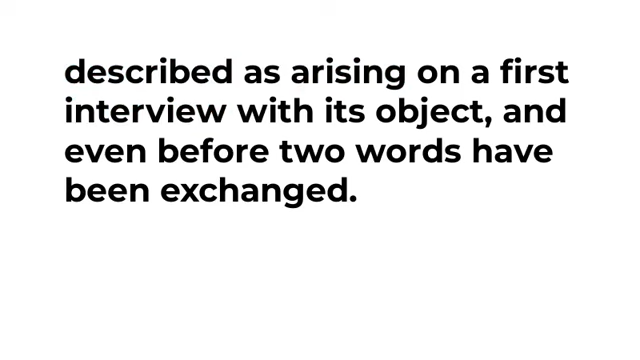 described as arising on a first
interview with its object, and
even before two words have
been exchanged.